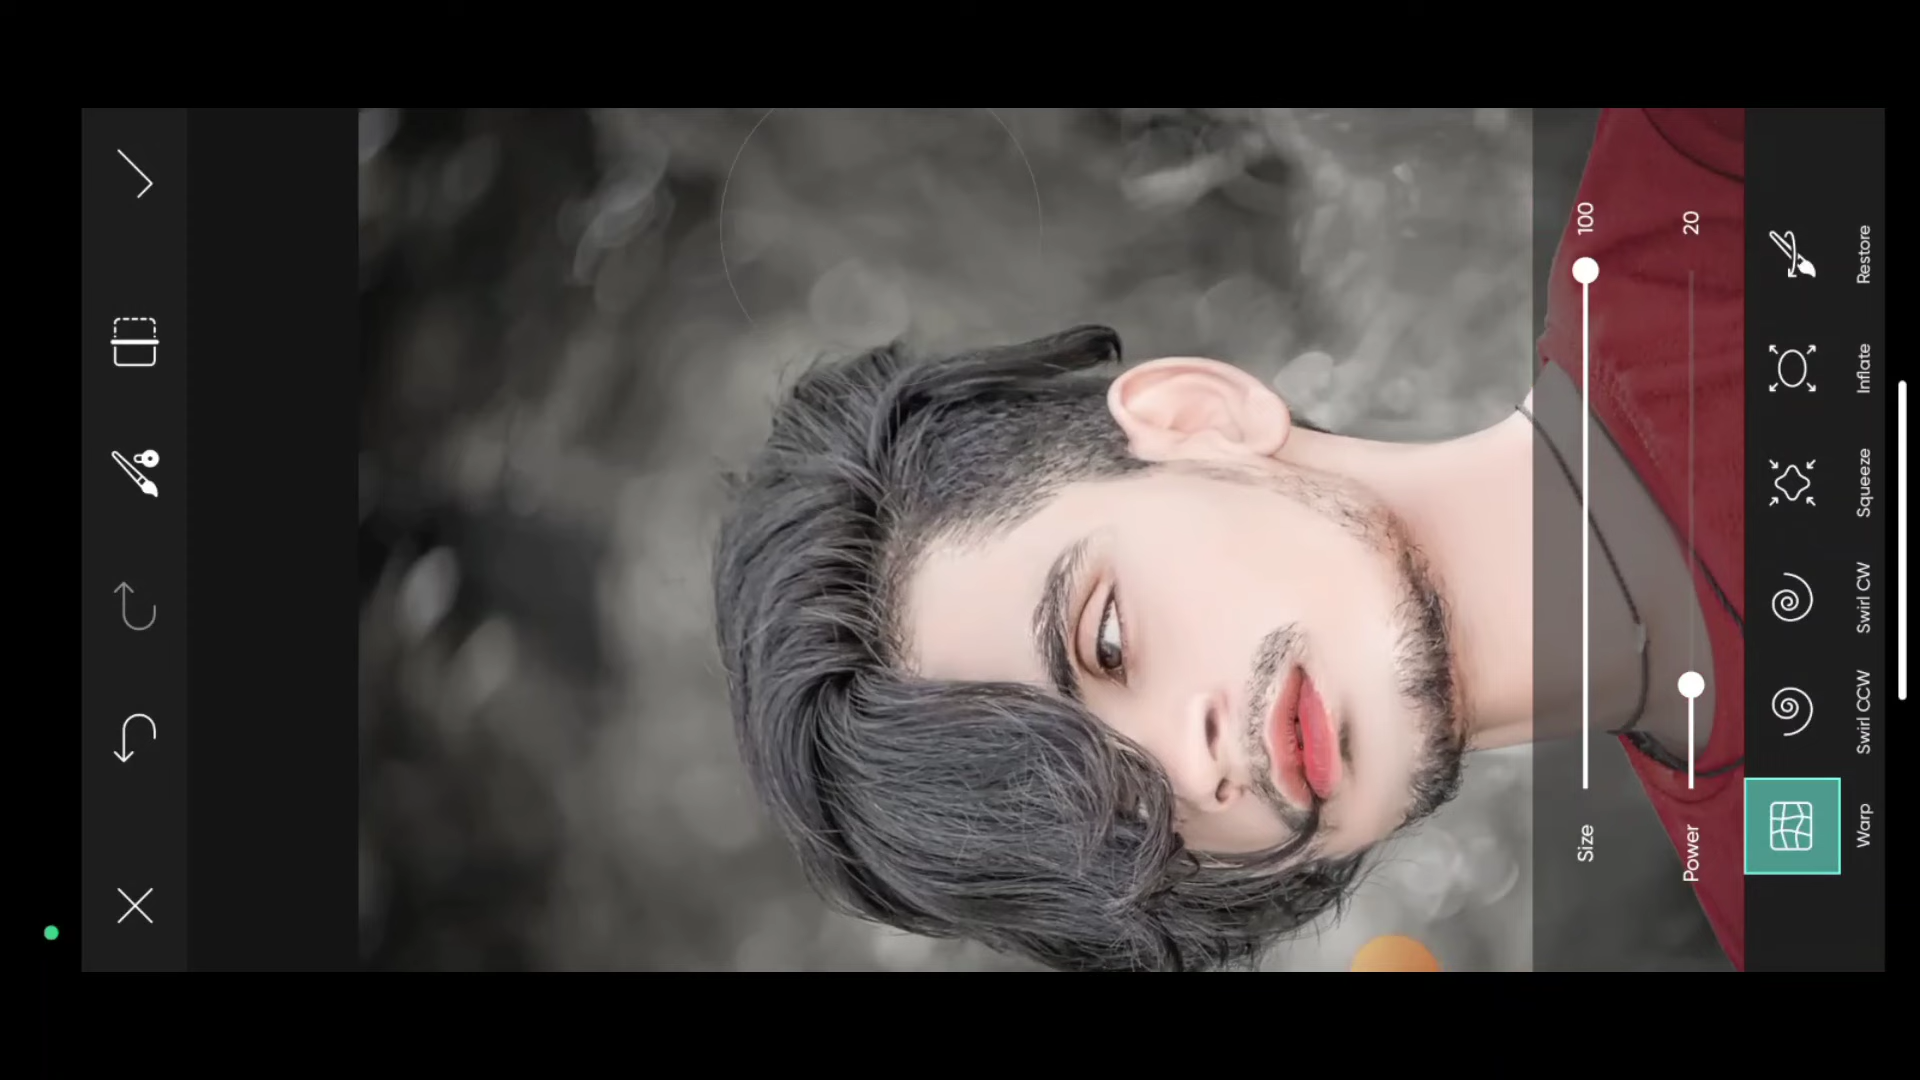 Size 100
Power 20
Warp
Swirl CCW
Swirl CW
Squeeze
Inflate
Restore